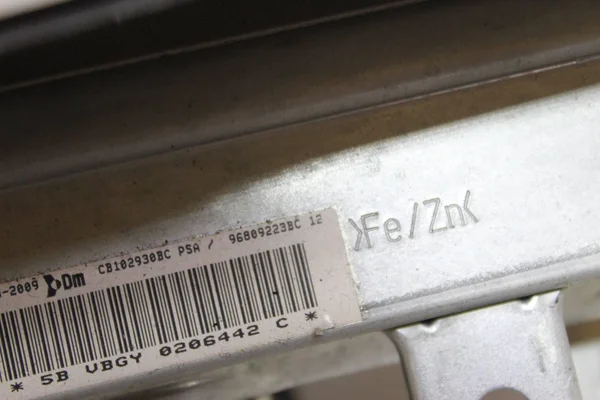 -2009 Dm CB102930BC PSA / 96809223BC 12
* 5B VBGY 0206442 C *
>Fe/Zn<